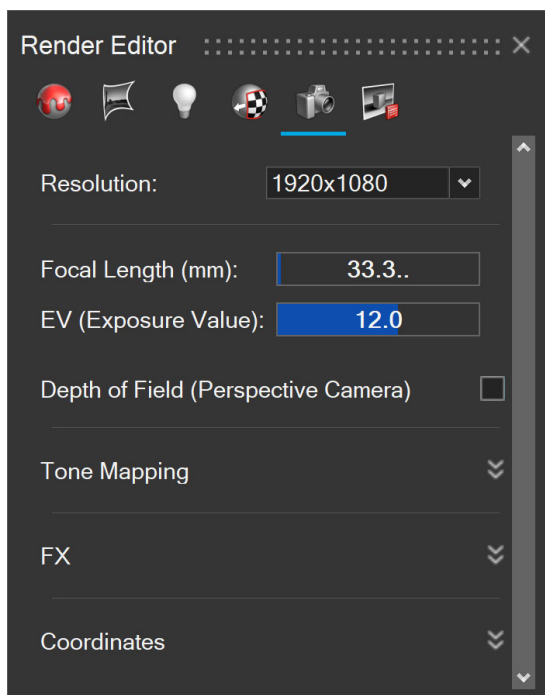 Render Editor
Resolution: 1920x1080
Focal Length (mm): 33.3..
EV (Exposure Value): 12.0
Depth of Field (Perspective Camera)
Tone Mapping
FX
Coordinates